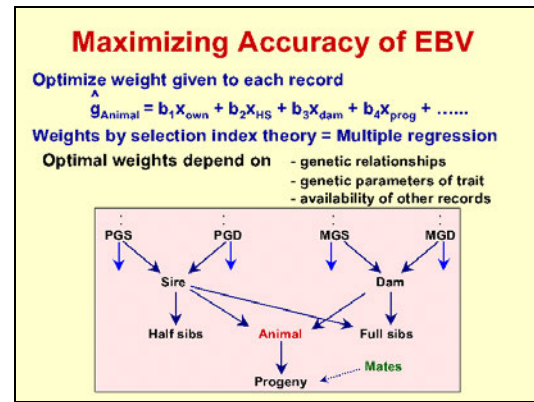 Maximizing Accuracy of EBV
Optimize weight given to each record
ĝAnimal = b1xown + b2xHS + b3xdam + b4xprog + ......
Weights by selection index theory = Multiple regression
Optimal weights depend on - genetic relationships
- genetic parameters of trait
- availability of other records
PGS PGD MGS MGD
Sire Dam
Half sibs Animal Full sibs
Mates
Progeny